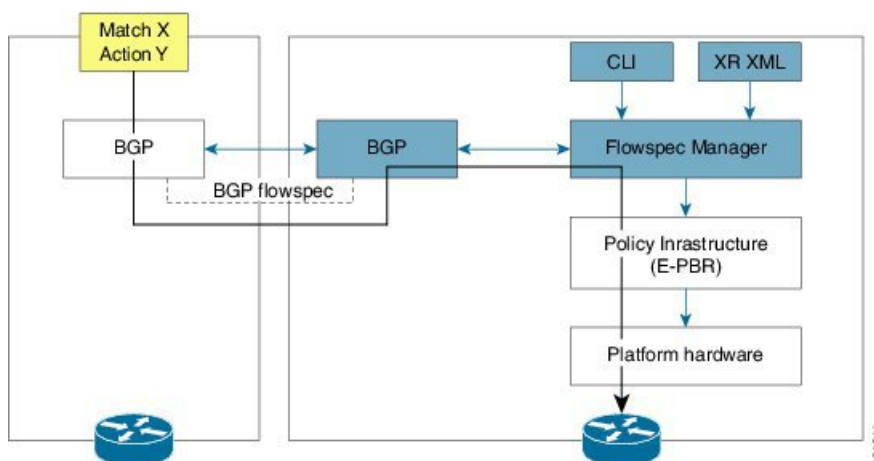 Match X
Action Y
CLI
XR XML
BGP
BGP
Flowspec Manager
BGP flowspec
Policy Inrastructure
(E-PBR)
Platform hardware